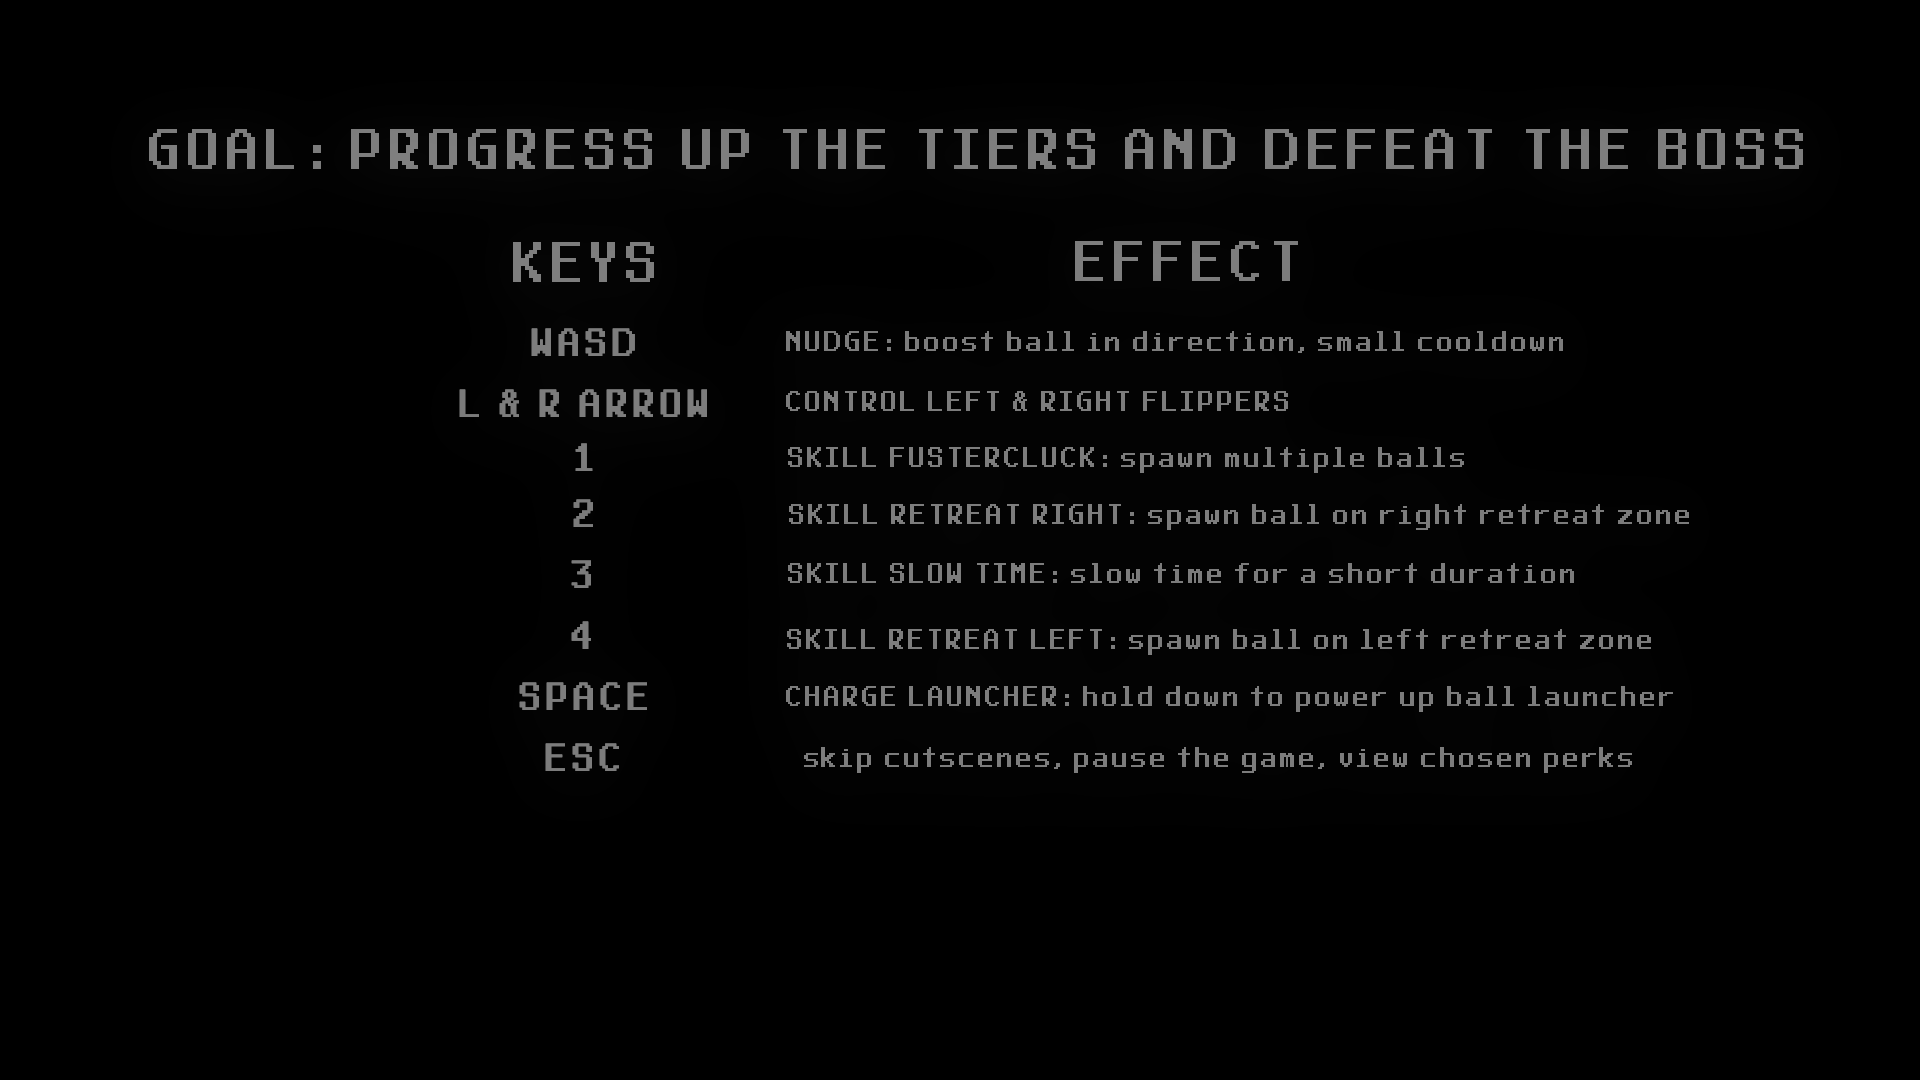 GOAL: PROGRESS UP THE TIERS AND DEFEAT THE BOSS
KEYS EFFECT
WASD NUDGE: boost ball in direction, small cooldown
L & R ARROW CONTROL LEFT & RIGHT FLIPPERS
1 SKILL FUSTERCLUCK: spawn multiple balls
2 SKILL RETREAT RIGHT: spawn ball on right retreat zone
3 SKILL SLOW TIME: slow time for a short duration
4 SKILL RETREAT LEFT: spawn ball on left retreat zone
SPACE CHARGE LAUNCHER: hold down to power up ball launcher
ESC skip cutscenes, pause the game, view chosen perks